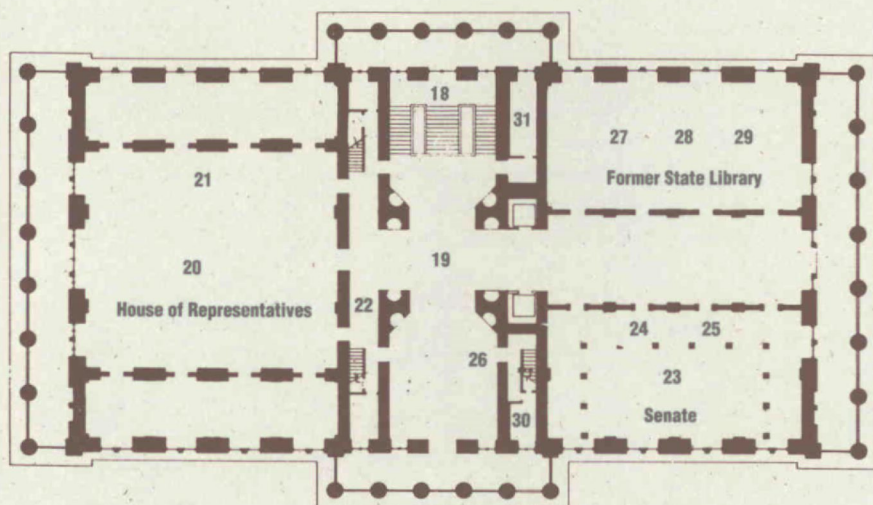 18
31
27 28 29
Former State Library
21
19
20
House of Representatives
22
24 25
26
23
Senate
30